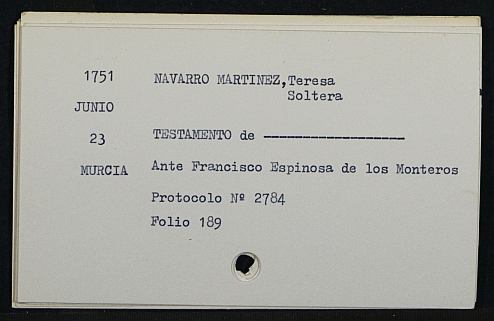 1751 NAVARRO MARTINEZ,Teresa
Soltera
JUNIO
23 TESTAMENTO de ------------------
MURCIA Ante Francisco Espinosa de los Monteros
Protocolo Nº 2784
Folio 189